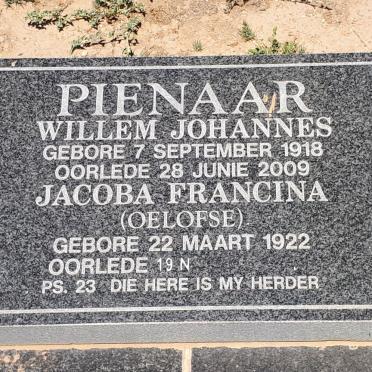 PIENAAR
WILLEM JOHANNES
GEBORE 7 SEPTEMBER 1918
OORLEDE 28 JUNIE 2009
JACOBA FRANCINA
(OELOFSE)
GEBORE 22 MAART 1922
OORLEDE 19 N
PS. 23 DIE HERE IS MY HERDER